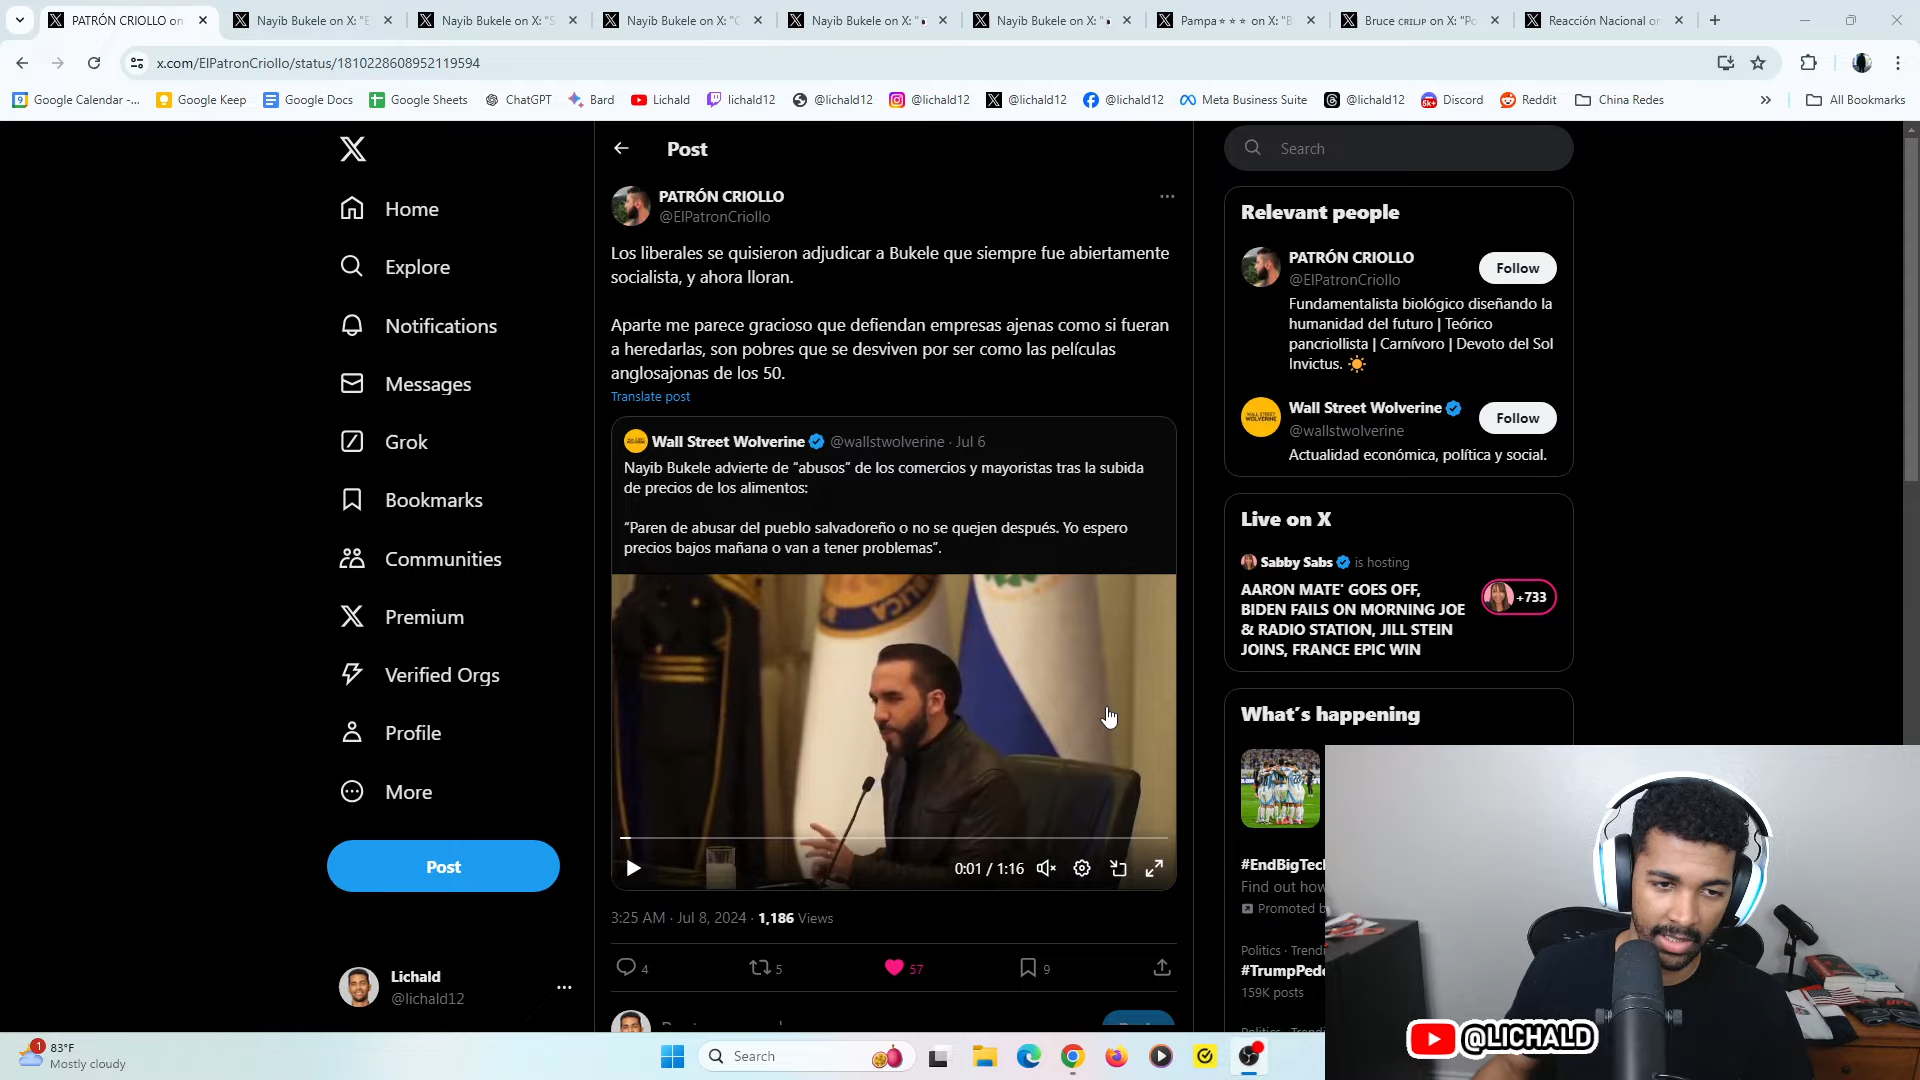 PATRÓN CRIOLLO on
Nayib Bukele on X: "E
Nayib Bukele on X: "S
Nayib Bukele on X: "C
Nayib Bukele on X: "
Nayib Bukele on X: "
Pampa⭐⭐⭐ on X: "B
Bruce ᴄʀɪʟɪᴘ on X: "Po
Reacción Nacional on
x.com/ElPatronCriollo/status/1810228608952119594
Google Calendar -...
Google Keep
Google Docs
Google Sheets
ChatGPT
Bard
Lichald
lichald12
@lichald12
@lichald12
@lichald12
@lichald12
Meta Business Suite
@lichald12
Discord
Reddit
China Redes
All Bookmarks
Home
Explore
Notifications
Messages
Grok
Bookmarks
Communities
Premium
Verified Orgs
Profile
More
Post
Lichald
@lichald12
Post
PATRÓN CRIOLLO
@ElPatronCriollo
Los liberales se quisieron adjudicar a Bukele que siempre fue abiertamente
socialista, y ahora lloran.
Aparte me parece gracioso que defiendan empresas ajenas como si fueran
a heredarlas, son pobres que se desviven por ser como las películas
anglosajonas de los 50.
Translate post
Wall Street Wolverine @wallstwolverine · Jul 6
Nayib Bukele advierte de “abusos” de los comercios y mayoristas tras la subida
de precios de los alimentos:
“Paren de abusar del pueblo salvadoreño o no se quejen después. Yo espero
precios bajos mañana o van a tener problemas”.
0:01 / 1:16
3:25 AM · Jul 8, 2024 · 1,186 Views
4
5
57
9
Search
Relevant people
PATRÓN CRIOLLO
@ElPatronCriollo
Follow
Fundamentalista biológico diseñando la
humanidad del futuro | Teórico
pancriollista | Carnívoro | Devoto del Sol
Invictus. ☀️
Wall Street Wolverine
@wallstwolverine
Follow
Actualidad económica, política y social.
Live on X
Sabby Sabs is hosting
AARON MATE' GOES OFF,
BIDEN FAILS ON MORNING JOE
& RADIO STATION, JILL STEIN
JOINS, FRANCE EPIC WIN
+733
What's happening
#EndBigTecl
Find out how
Promoted b
Politics · Trendi
#TrumpPede
159K posts
@LICHALD
1
83°F
Mostly cloudy
Search